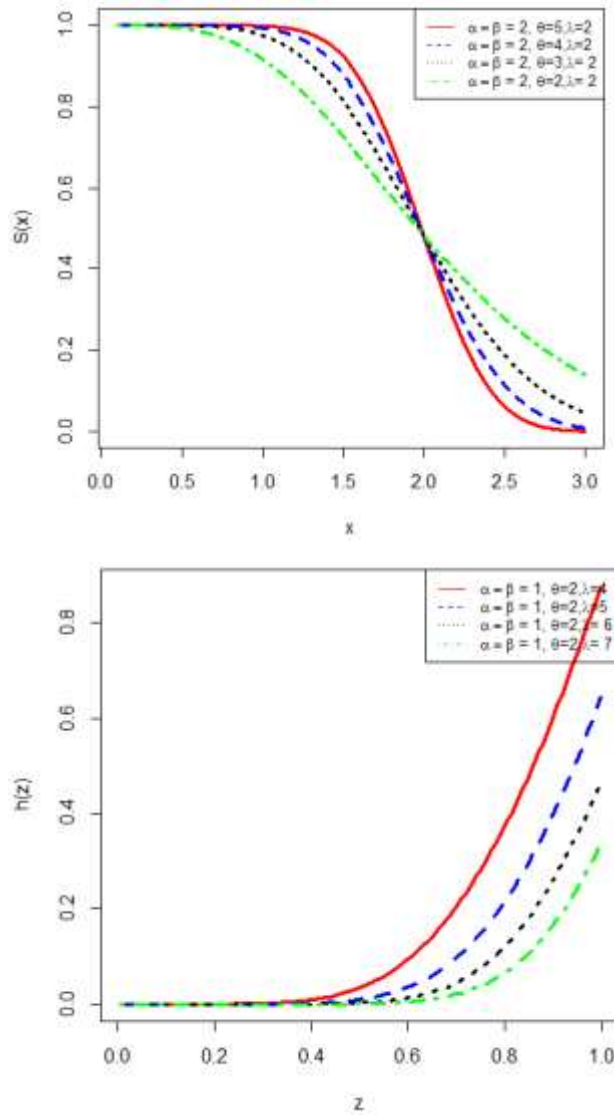 α = β = 2, θ=5,λ=2
α = β = 2, θ=4,λ=2
α = β = 2, θ=3,λ= 2
α = β = 2, θ=2,λ= 2
S(x)
1.0
0.8
0.6
0.4
0.2
0.0
0.0 0.5 1.0 1.5 2.0 2.5 3.0
x
α = β = 1, θ=2,λ=4
α = β = 1, θ=2,λ=5
α = β = 1, θ=2,λ= 6
α = β = 1, θ=2,λ= 7
h(z)
0.8
0.6
0.4
0.2
0.0
0.0 0.2 0.4 0.6 0.8 1.0
z